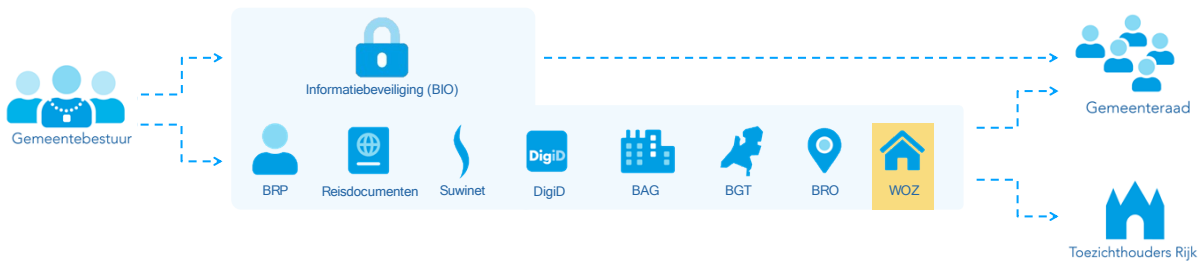 Informatiebeveiliging (BIO)
Gemeentebestuur
Gemeenteraad
DigiD
BRP
Reisdocumenten
Suwinet
DigiD
BAG
BGT
BRO
WOZ
Toezichthouders Rijk